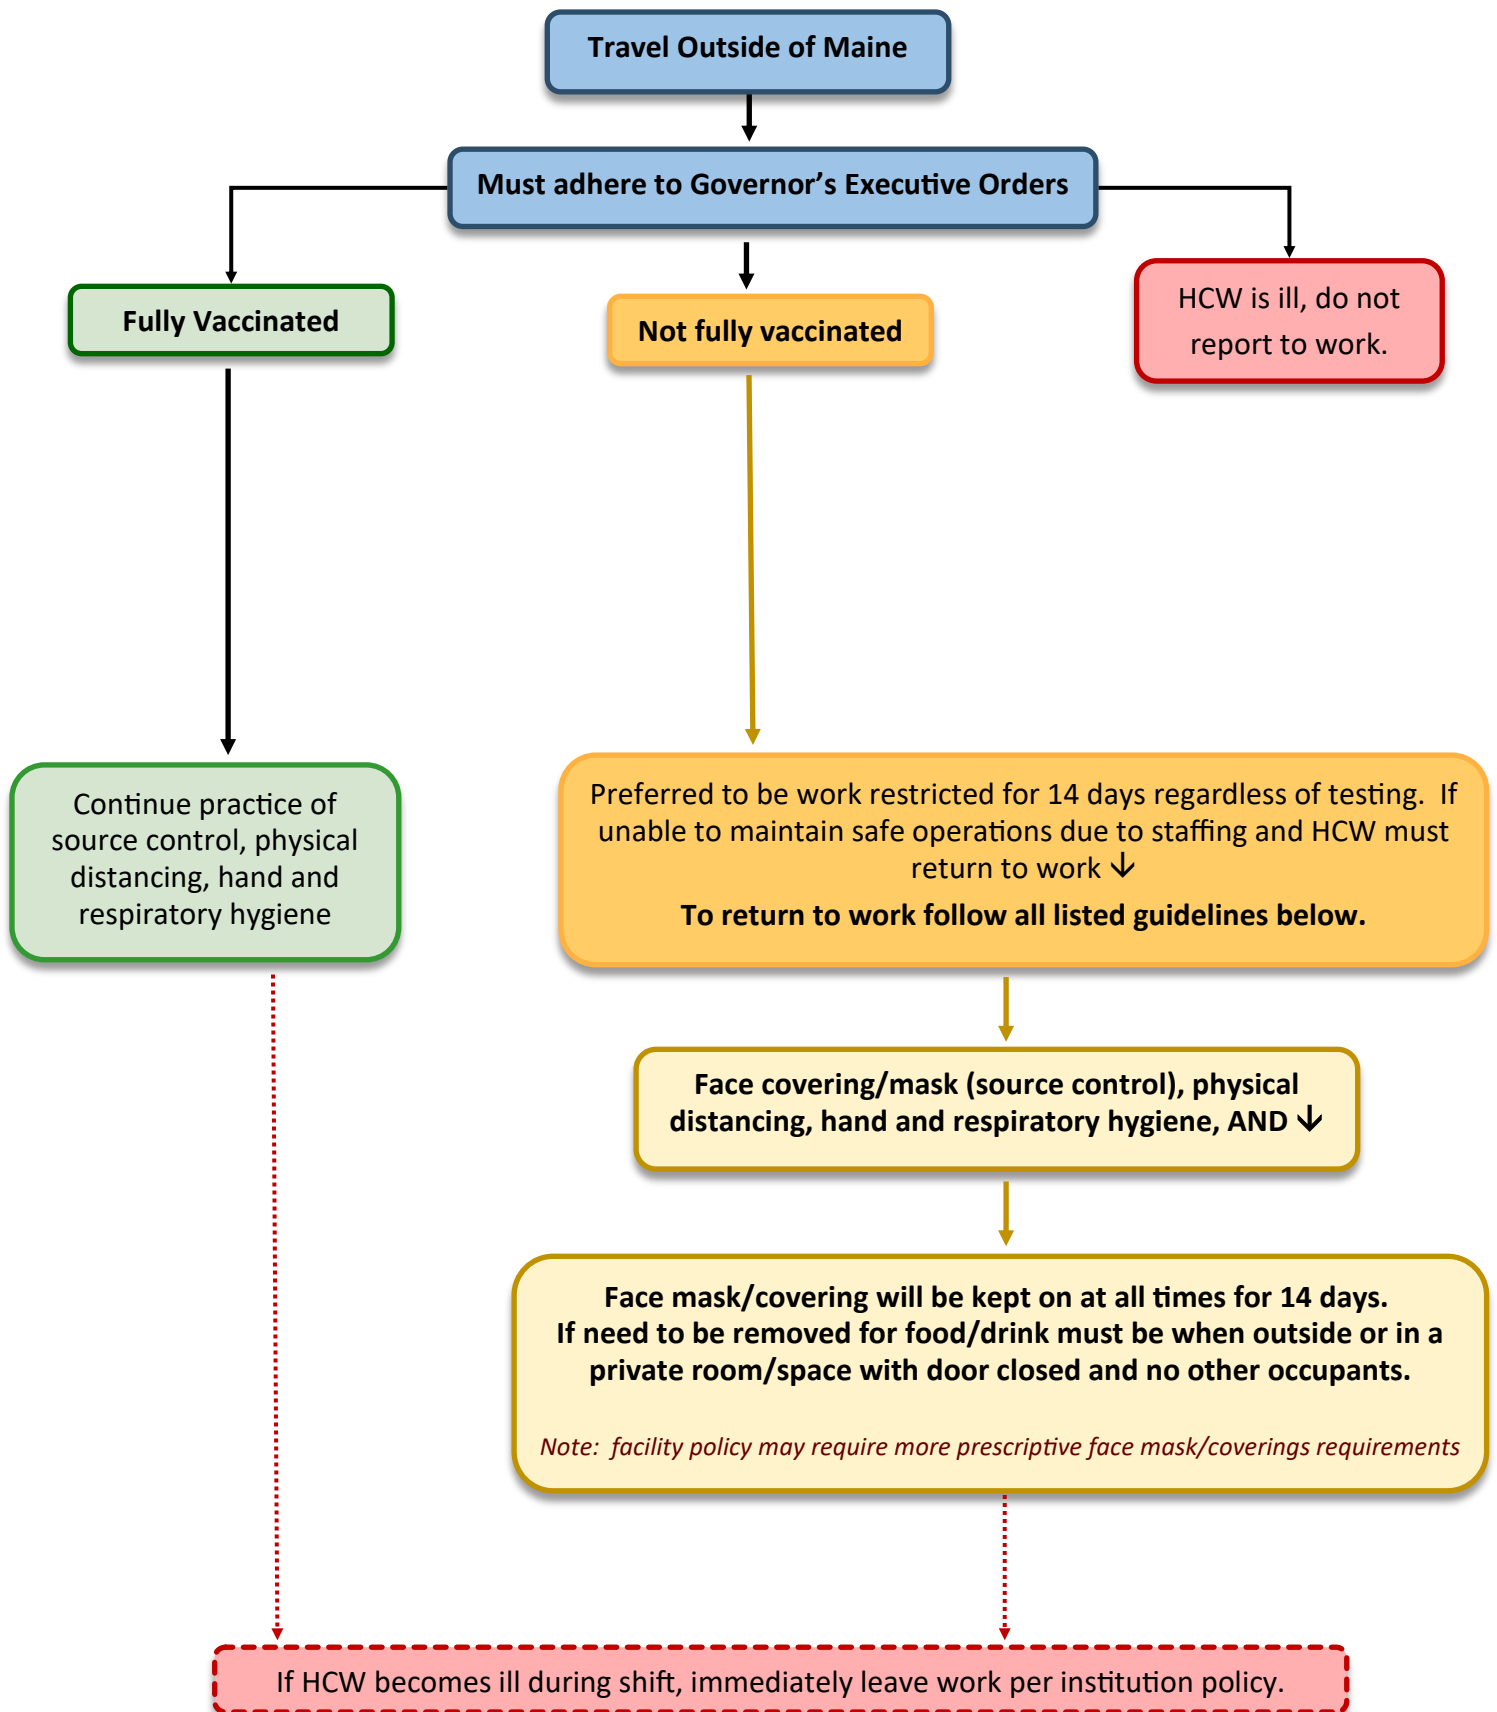 Travel Outside of Maine
Must adhere to Governor’s Executive Orders
Fully Vaccinated
Not fully vaccinated
HCW is ill, do not
report to work.
Continue practice of
source control, physical
distancing, hand and
respiratory hygiene
Preferred to be work restricted for 14 days regardless of testing.  If
unable to maintain safe operations due to staffing and HCW must
return to work ↓
To return to work follow all listed guidelines below.
Face covering/mask (source control), physical
distancing, hand and respiratory hygiene, AND ↓
Face mask/covering will be kept on at all times for 14 days.
If need to be removed for food/drink must be when outside or in a
private room/space with door closed and no other occupants.
Note:  facility policy may require more prescriptive face mask/coverings requirements
If HCW becomes ill during shift, immediately leave work per institution policy.